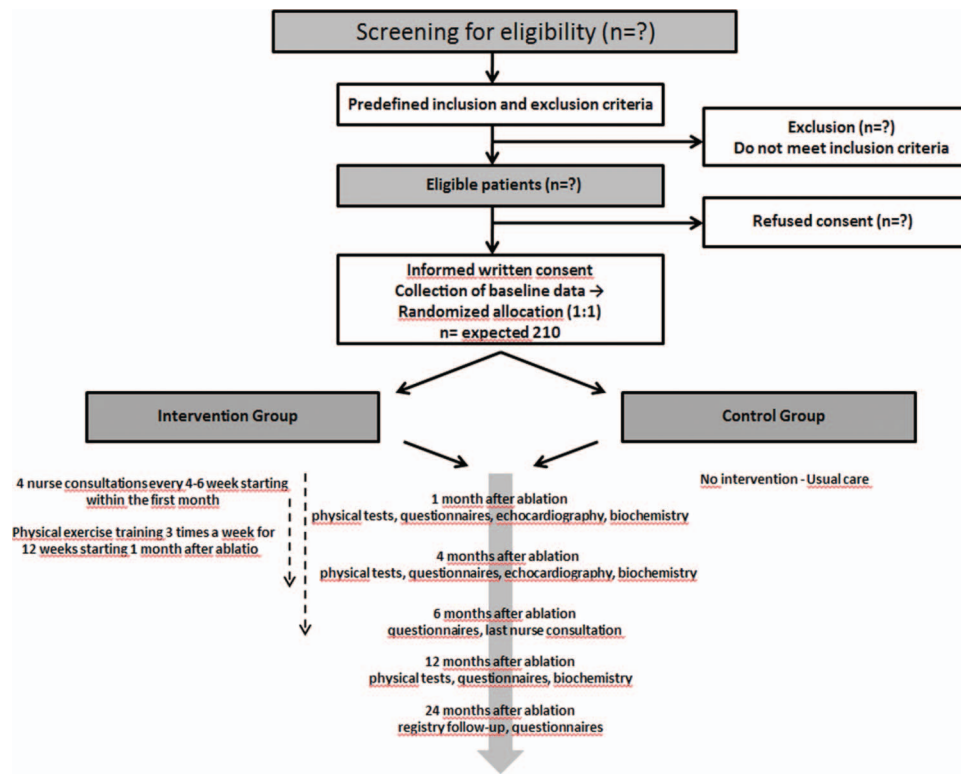 Screening for eligibility (n=?)
Predefined inclusion and exclusion criteria
Exclusion (n=?)
Do not meet inclusion criteria
Eligible patients (n=?)
Refused consent (n=?)
Informed written consent
Collection of baseline data →
Randomized allocation (1:1)
n= expected 210
Intervention Group
Control Group
4 nurse consultations every 4-6 week starting
within the first month
Physical exercise training 3 times a week for
12 weeks starting 1 month after ablatio
No intervention - Usual care
1 month after ablation
physical tests, questionnaires, echocardiography, biochemistry
4 months after ablation
physical tests, questionnaires, echocardiography, biochemistry
6 months after ablation
questionnaires, last nurse consultation
12 months after ablation
physical tests, questionnaires, biochemistry
24 months after ablation
registry follow-up, questionnaires